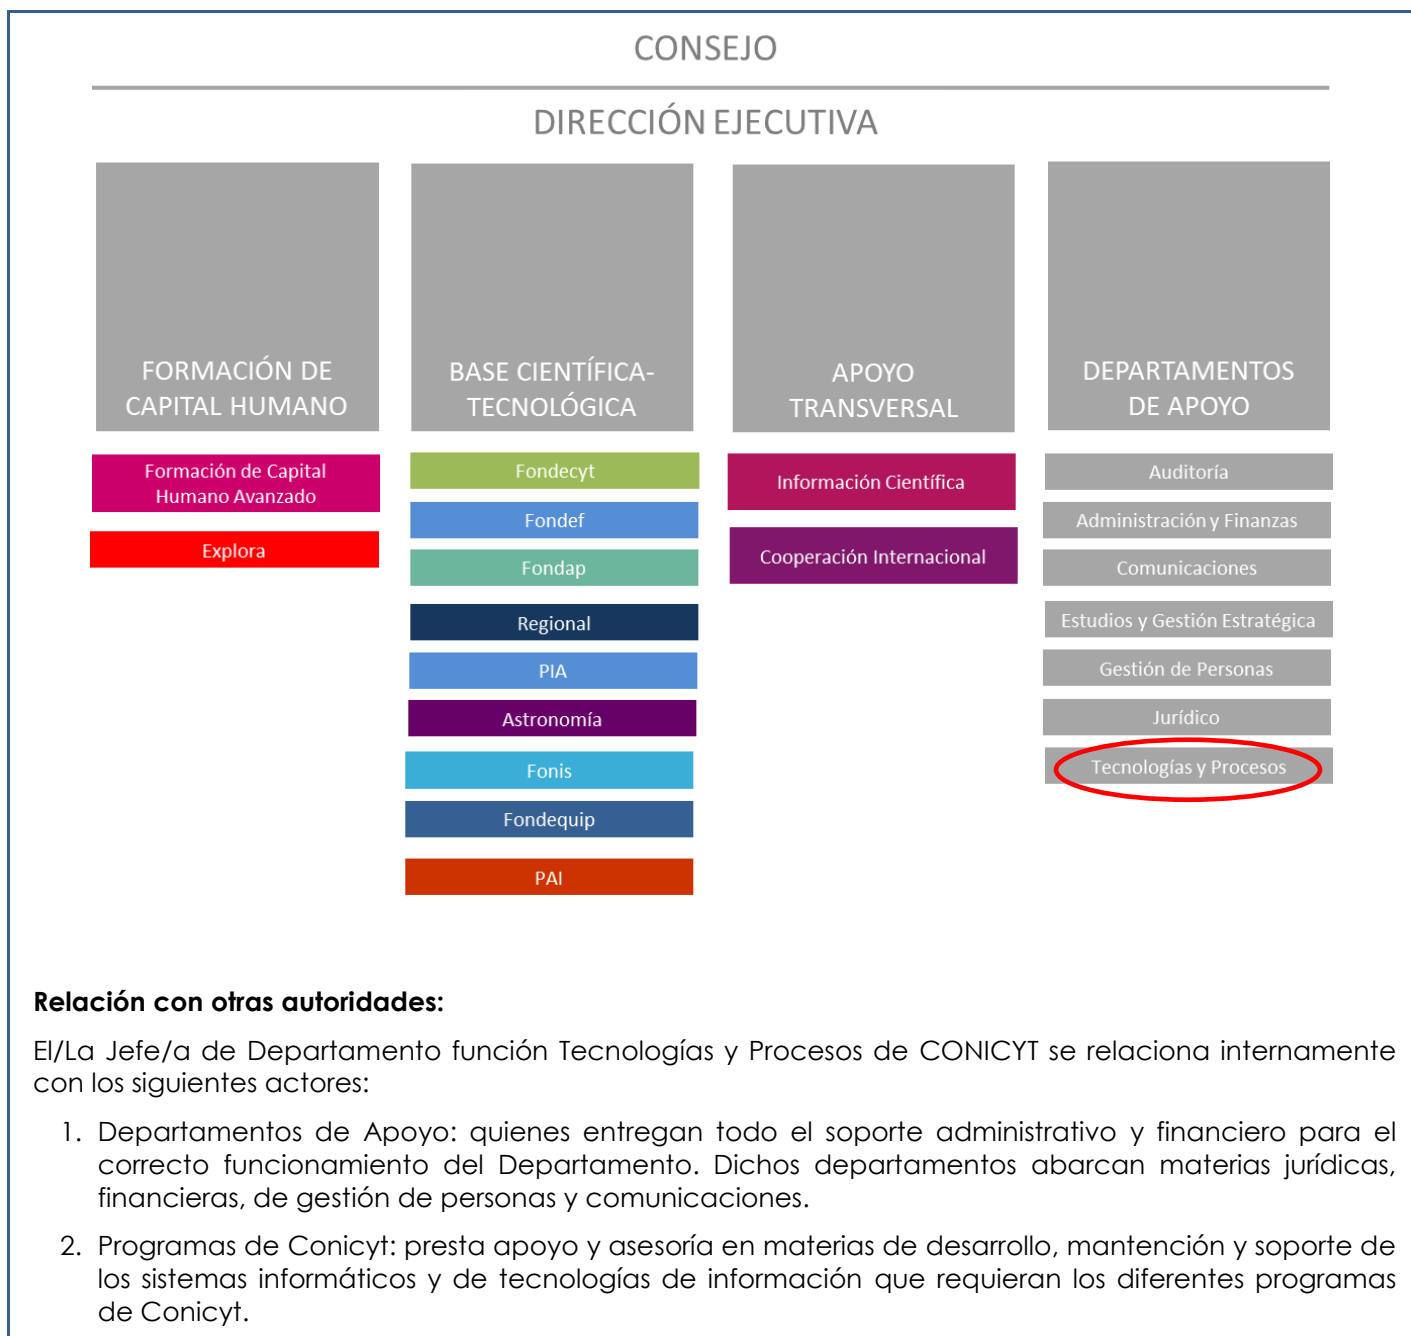 CONSEJO
DIRECCIÓN EJECUTIVA
FORMACIÓN DE
CAPITAL HUMANO
Formación de Capital
Humano Avanzado
Explora
BASE CIENTÍFICA-
TECNOLÓGICA
Fondecyt
Fondef
Fondap
Regional
PIA
Astronomía
Fonis
Fondequip
PAI
APOYO
TRANSVERSAL
Información Científica
Cooperación Internacional
DEPARTAMENTOS
DE APOYO
Auditoría
Administración y Finanzas
Comunicaciones
Estudios y Gestión Estratégica
Gestión de Personas
Jurídico
Tecnologías y Procesos
Relación con otras autoridades:
El/La Jefe/a de Departamento función Tecnologías y Procesos de CONICYT se relaciona internamente
con los siguientes actores:
1. Departamentos de Apoyo: quienes entregan todo el soporte administrativo y financiero para el
correcto funcionamiento del Departamento. Dichos departamentos abarcan materias jurídicas,
financieras, de gestión de personas y comunicaciones.
2. Programas de Conicyt: presta apoyo y asesoría en materias de desarrollo, mantención y soporte de
los sistemas informáticos y de tecnologías de información que requieran los diferentes programas
de Conicyt.